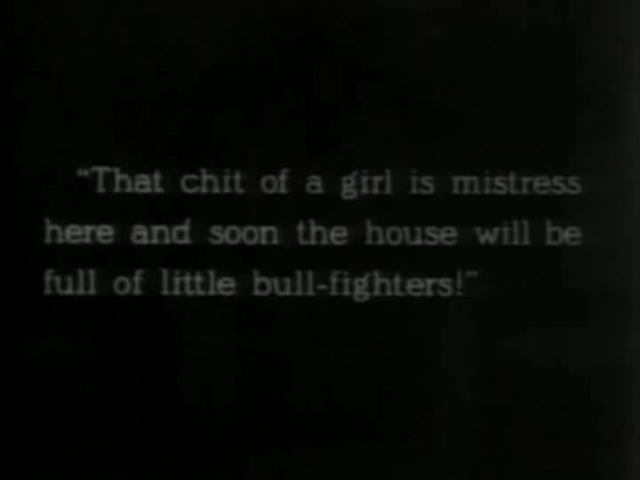 "That chit of a girl is mistress
here and soon the house will be
full of little bull-fighters!"